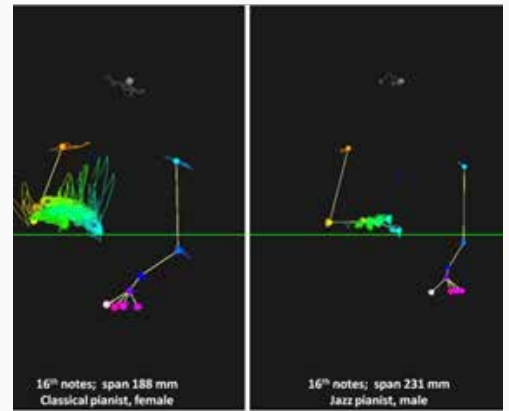 16th notes; span 188 mm
Classical pianist, female
16th notes; span 231 mm
Jazz pianist, male